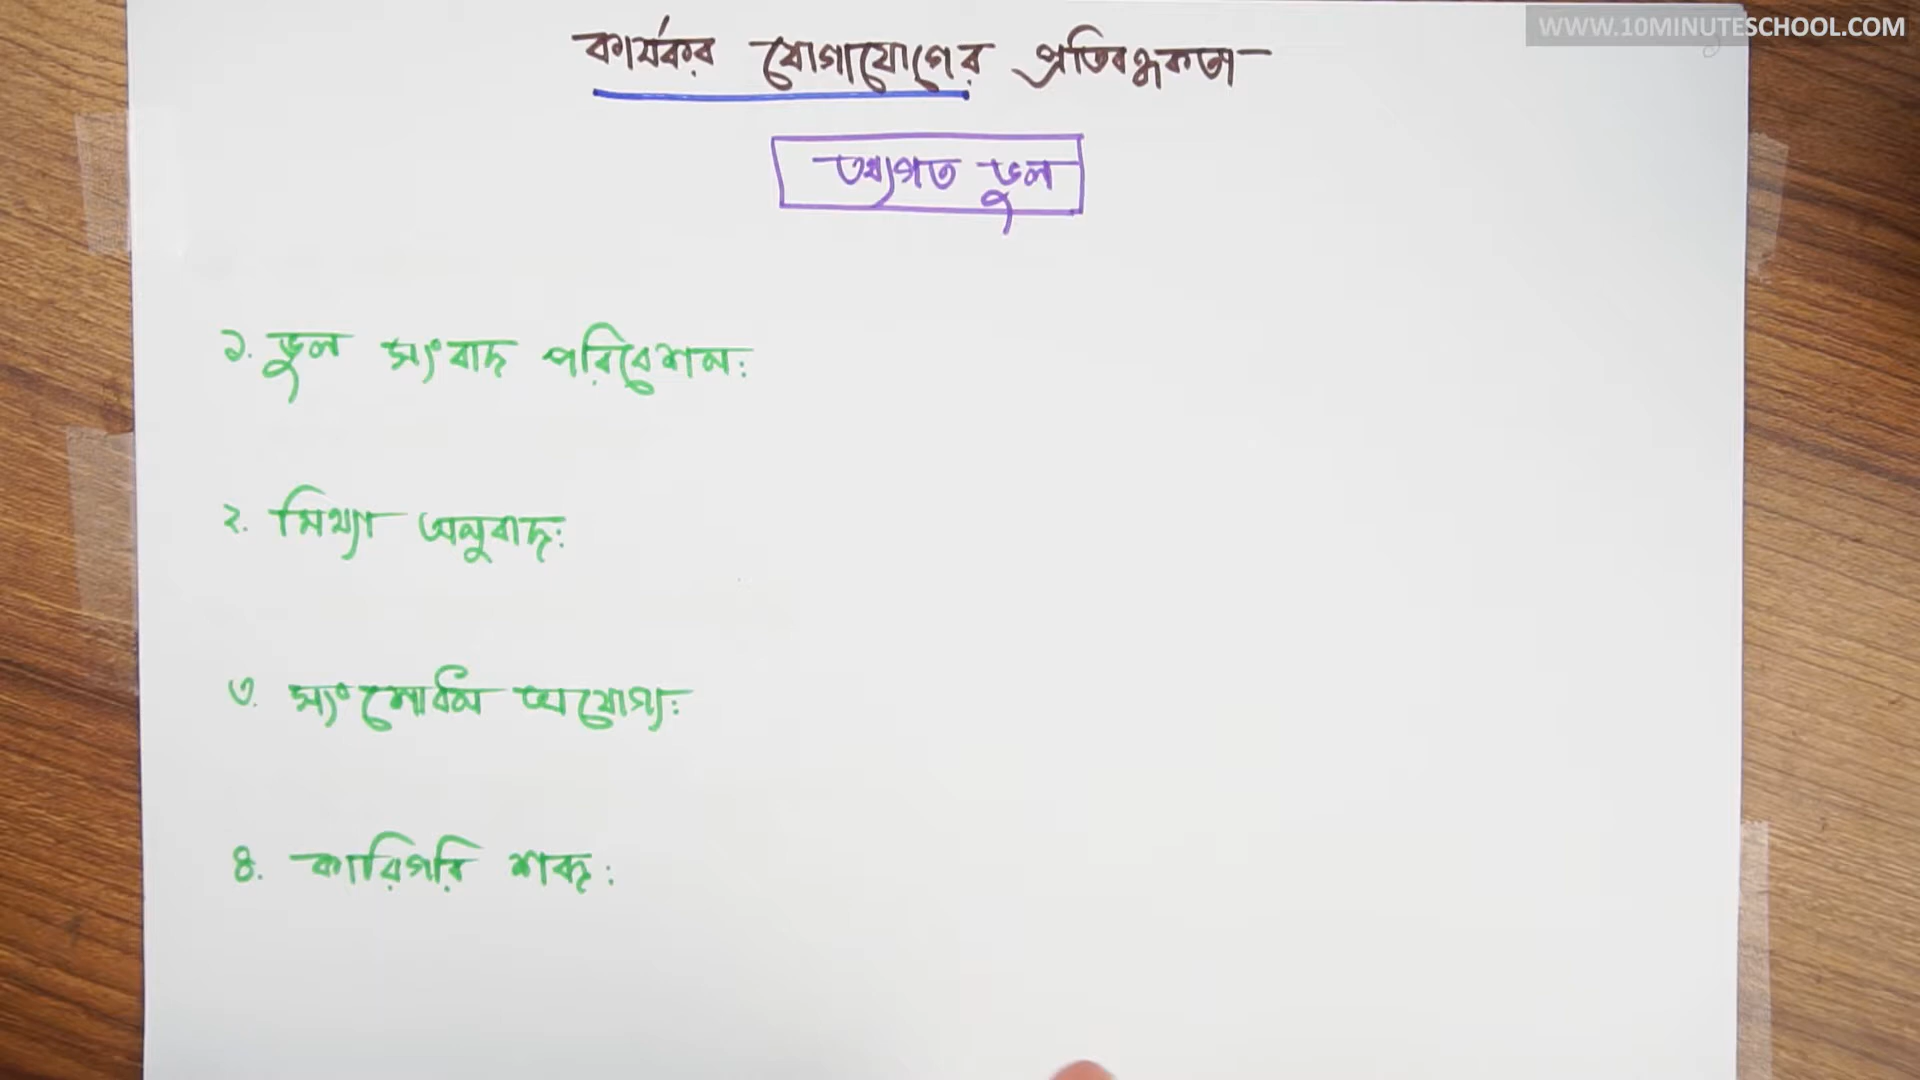 WWW.10MINUTESCHOOL.COM
কার্যকর যোগাযোগের প্রতিবন্ধকতা
তথ্যগত ভুল
১. ভুল সংবাদ পরিবেশন:
২. মিথ্যা অনুবাদ:
৩. সংশোধন অযোগ্য:
৪. কারিগরি শব্দ: